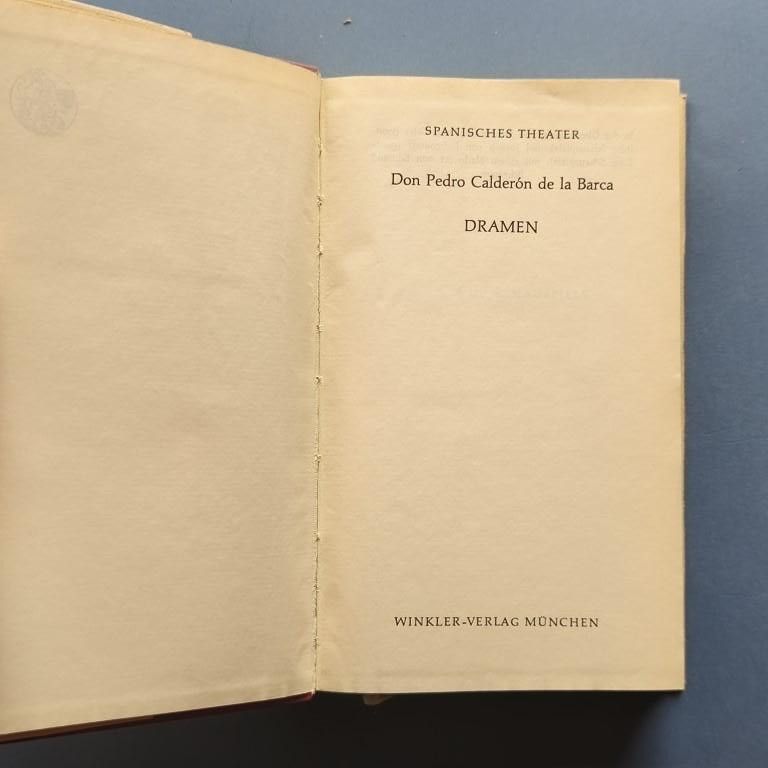 SPANISCHES THEATER
Don Pedro Calderón de la Barca
DRAMEN
WINKLER-VERLAG MÜNCHEN